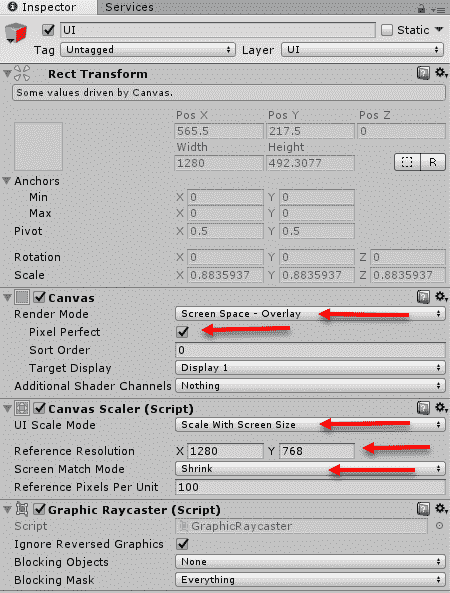 Inspector Services
UI Static
Tag Untagged Layer UI
Rect Transform
Some values driven by Canvas.
Pos X Pos Y Pos Z
565.5 217.5 0
Width Height
1280 492.3077
R
Anchors
Min X 0 Y 0
Max X 0 Y 0
Pivot X 0.5 Y 0.5
Rotation X 0 Y 0 Z 0
Scale X 0.8835937 Y 0.8835937 Z 0.8835937
Canvas
Render Mode Screen Space - Overlay
Pixel Perfect
Sort Order 0
Target Display Display 1
Additional Shader Channels Nothing
Canvas Scaler (Script)
UI Scale Mode Scale With Screen Size
Reference Resolution X 1280 Y 768
Screen Match Mode Shrink
Reference Pixels Per Unit 100
Graphic Raycaster (Script)
Script GraphicRaycaster
Ignore Reversed Graphics
Blocking Objects None
Blocking Mask Everything